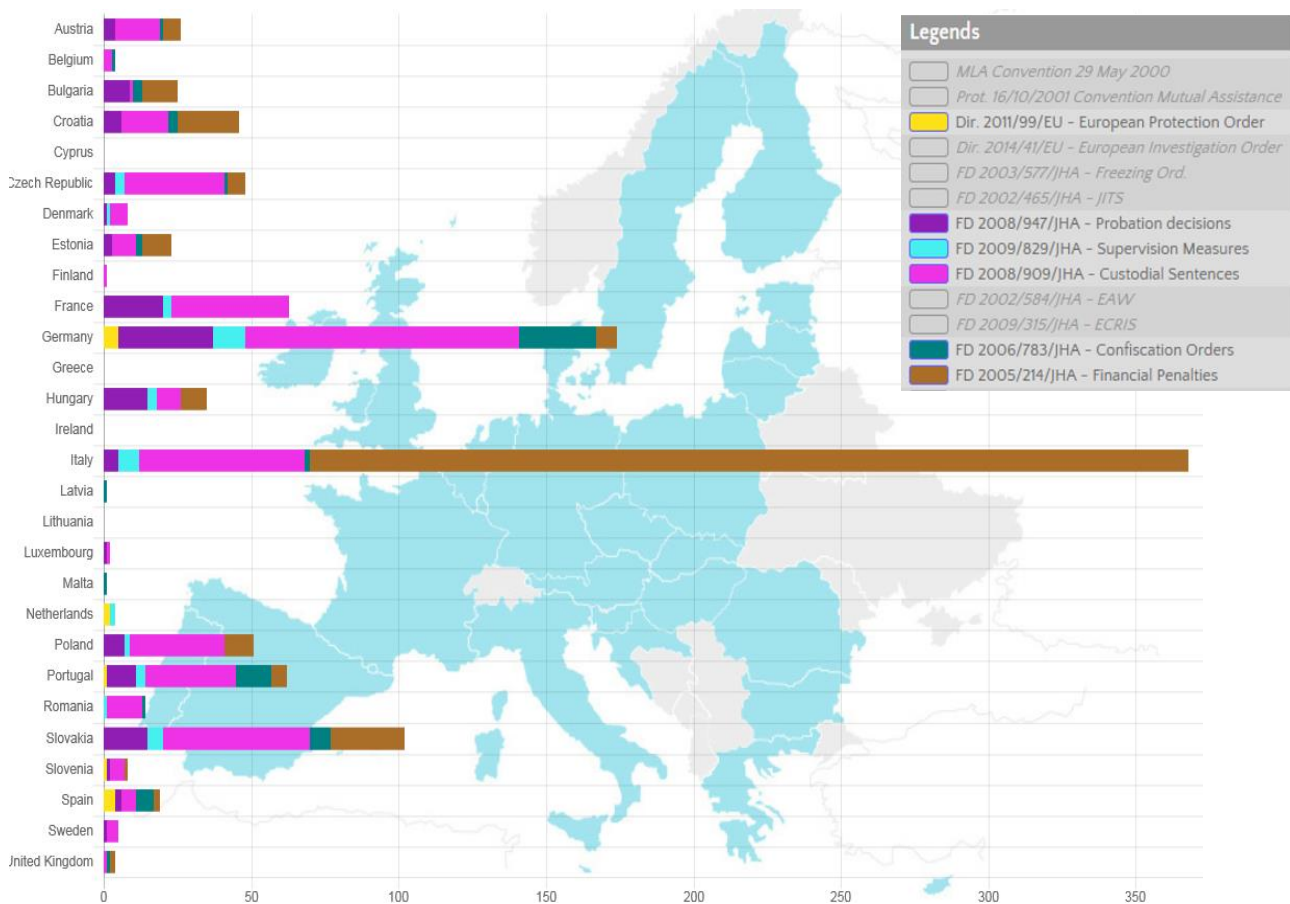 Austria
Belgium
Bulgaria
Croatia
Cyprus
Czech Republic
Denmark
Estonia
Finland
France
Germany
Greece
Hungary
Ireland
Italy
Latvia
Lithuania
Luxembourg
Malta
Netherlands
Poland
Portugal
Romania
Slovakia
Slovenia
Spain
Sweden
United Kingdom
0 50 100 150 200 250 300 350
Legends
MLA Convention 29 May 2000
Prot. 16/10/2001 Convention Mutual Assistance
Dir. 2011/99/EU – European Protection Order
Dir. 2014/41/EU – European Investigation Order
FD 2003/577/JHA – Freezing Ord.
FD 2002/465/JHA – JITS
FD 2008/947/JHA – Probation decisions
FD 2009/829/JHA – Supervision Measures
FD 2008/909/JHA – Custodial Sentences
FD 2002/584/JHA – EAW
FD 2009/315/JHA – ECRIS
FD 2006/783/JHA – Confiscation Orders
FD 2005/214/JHA – Financial Penalties